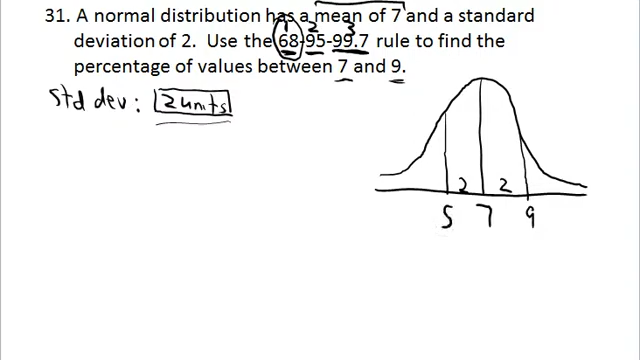 31. A normal distribution has a mean of 7 and a standard
1 2 3
deviation of 2. Use the 68-95-99.7 rule to find the
percentage of values between 7 and 9.
Std dev: 2 units
2 2
5 7 9